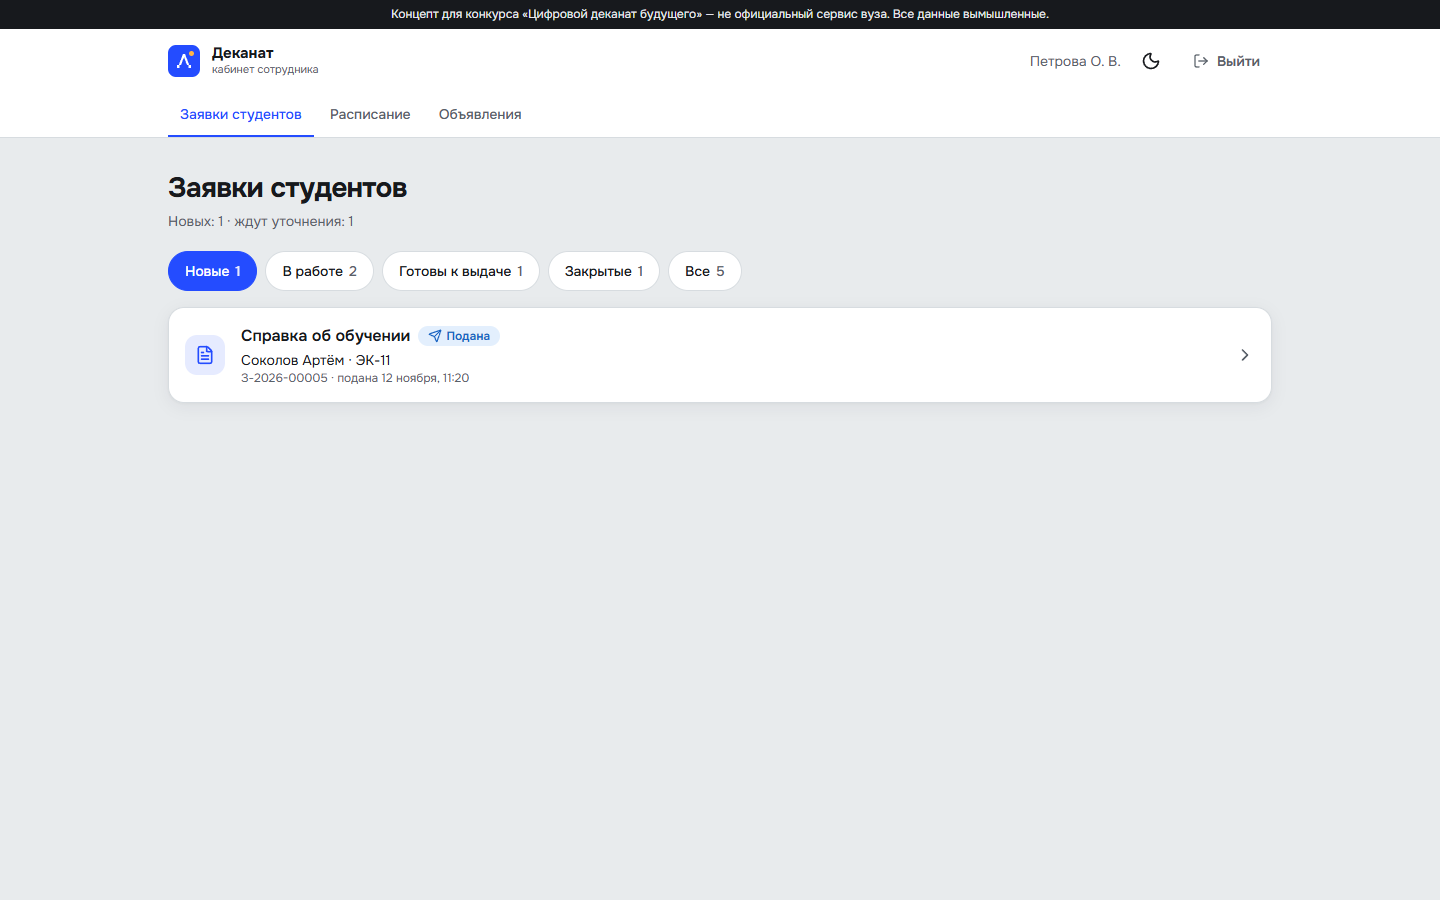 Концепт для конкурса «Цифровой деканат будущего» — не официальный сервис вуза. Все данные вымышленные.
Деканат
кабинет сотрудника
Петрова О. В.
Выйти
Заявки студентов
Расписание
Объявления
Заявки студентов
Новых: 1 · ждут уточнения: 1
Новые 1
В работе 2
Готовы к выдаче 1
Закрытые 1
Все 5
Справка об обучении
Подана
Соколов Артём · ЭК-11
З-2026-00005 · подана 12 ноября, 11:20